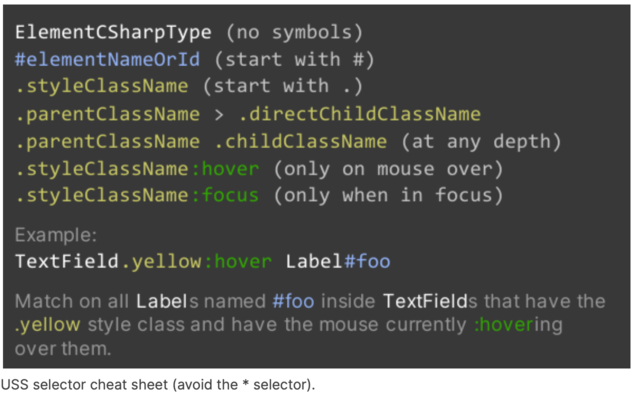 ElementCSharpType (no symbols)
#elementNameOrId (start with #)
.styleClassName (start with .)
.parentClassName > .directChildClassName
.parentClassName .childClassName (at any depth)
.styleClassName:hover (only on mouse over)
.styleClassName:focus (only when in focus)
Example:
TextField.yellow:hover Label#foo
Match on all Labels named #foo inside TextFields that have the
.yellow style class and have the mouse currently :hovering
over them.
USS selector cheat sheet (avoid the * selector).